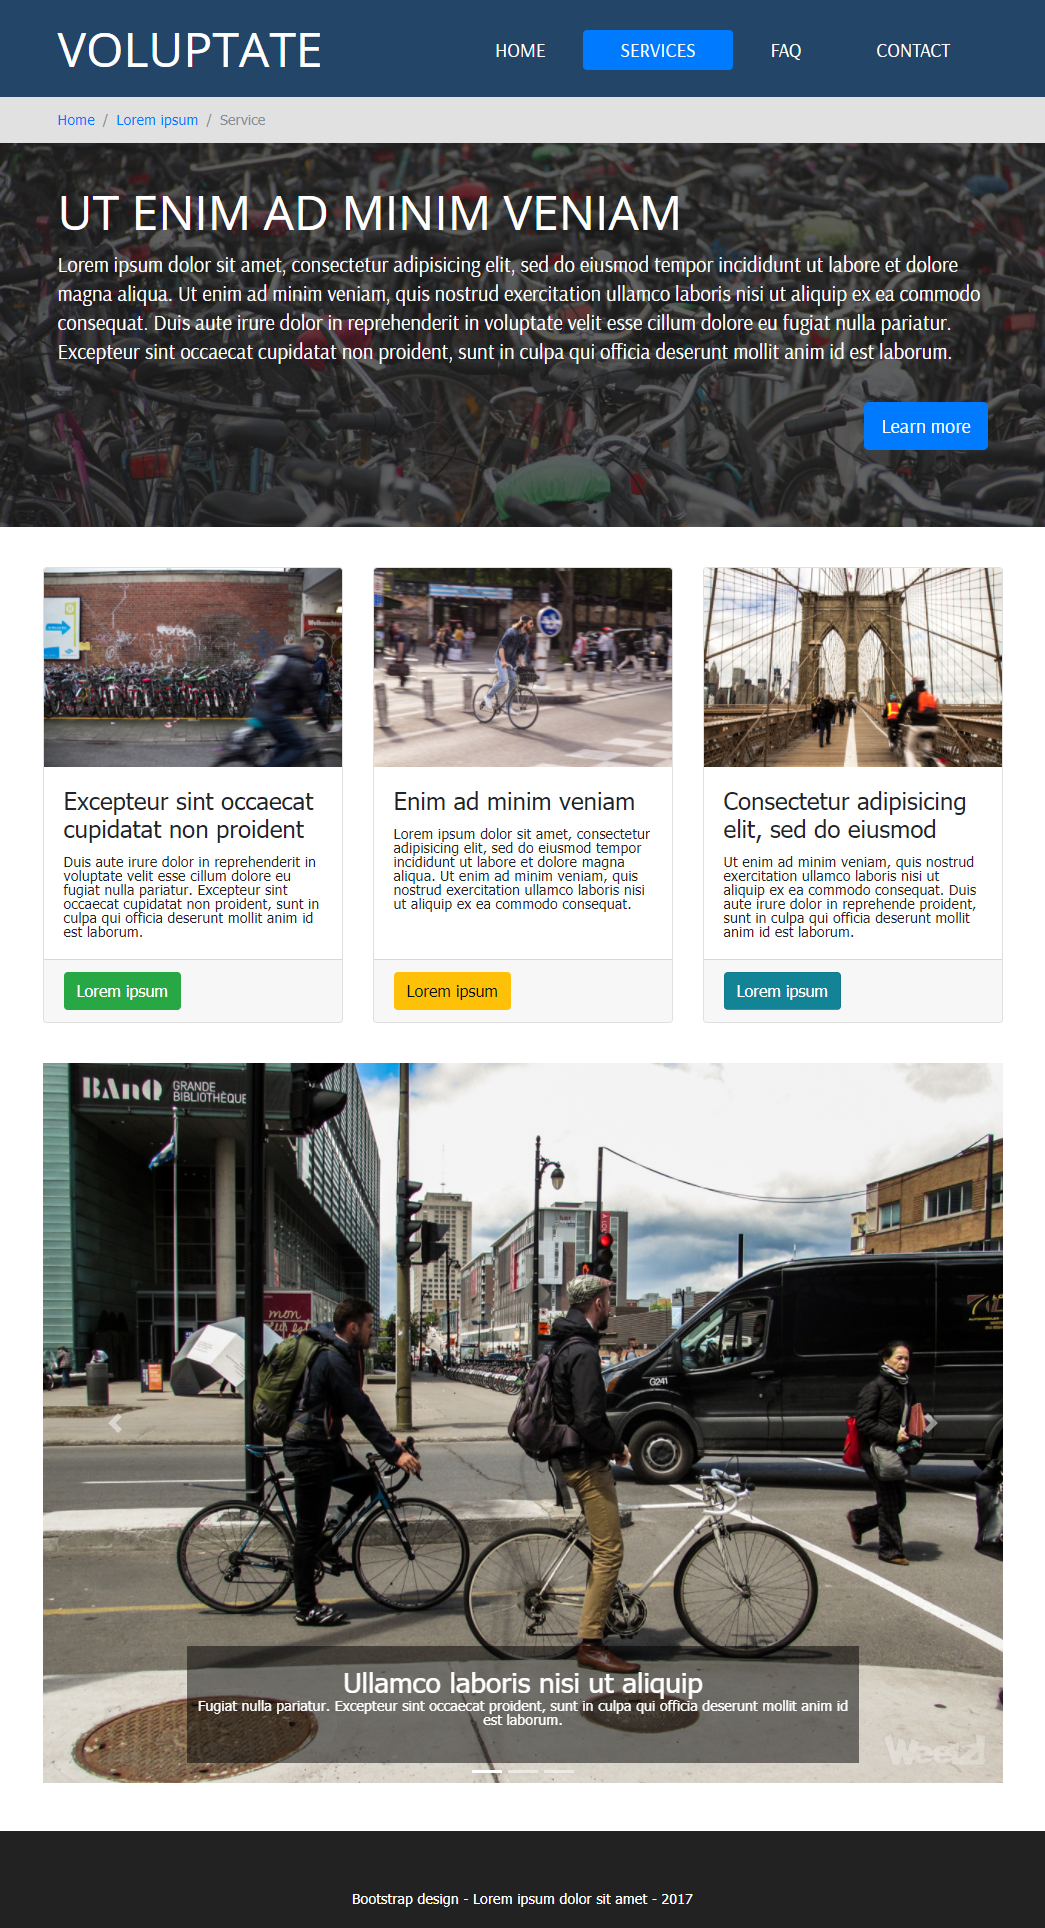 VOLUPTATE
HOME SERVICES FAQ CONTACT
Home / Lorem ipsum / Service
UT ENIM AD MINIM VENIAM
Lorem ipsum dolor sit amet, consectetur adipisicing elit, sed do eiusmod tempor incididunt ut labore et dolore
magna aliqua. Ut enim ad minim veniam, quis nostrud exercitation ullamco laboris nisi ut aliquip ex ea commodo
consequat. Duis aute irure dolor in reprehenderit in voluptate velit esse cillum dolore eu fugiat nulla pariatur.
Excepteur sint occaecat cupidatat non proident, sunt in culpa qui officia deserunt mollit anim id est laborum.
Learn more
Excepteur sint occaecat
cupidatat non proident
Duis aute irure dolor in reprehenderit in
voluptate velit esse cillum dolore eu
fugiat nulla pariatur. Excepteur sint
occaecat cupidatat non proident, sunt in
culpa qui officia deserunt mollit anim id
est laborum.
Lorem ipsum
Enim ad minim veniam
Lorem ipsum dolor sit amet, consectetur
adipisicing elit, sed do eiusmod tempor
incididunt ut labore et dolore magna
aliqua. Ut enim ad minim veniam, quis
nostrud exercitation ullamco laboris nisi
ut aliquip ex ea commodo consequat.
Lorem ipsum
Consectetur adipisicing
elit, sed do eiusmod
Ut enim ad minim veniam, quis nostrud
exercitation ullamco laboris nisi ut
aliquip ex ea commodo consequat. Duis
aute irure dolor in reprehende proident,
sunt in culpa qui officia deserunt mollit
anim id est laborum.
Lorem ipsum
BAnQ GRANDE
BIBLIOTHÈQUE
mon
G241
Ullamco laboris nisi ut aliquip
Fugiat nulla pariatur. Excepteur sint occaecat proident, sunt in culpa qui officia deserunt mollit anim id
est laborum.
Bootstrap design - Lorem ipsum dolor sit amet - 2017